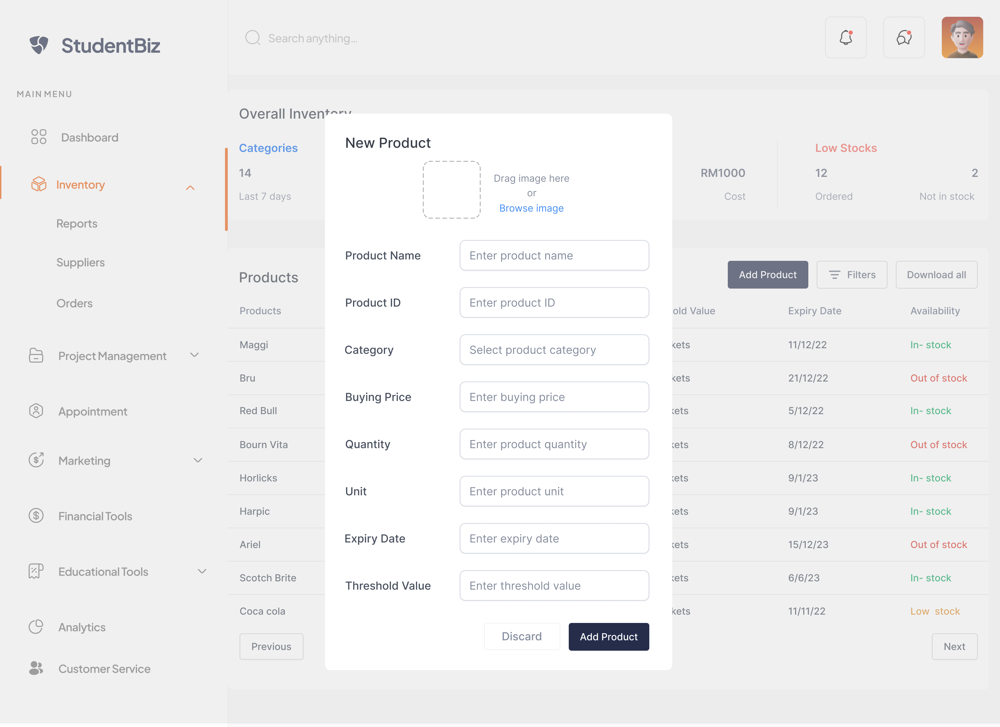 StudentBiz
Search anything...
MAIN MENU
Dashboard
Inventory
Reports
Suppliers
Orders
Project Management
Appointment
Marketing
Financial Tools
Educational Tools
Analytics
Customer Service
Overall Inventory
Categories
14
Last 7 days
RM1000
Cost
Low Stocks
12 2
Ordered Not in stock
Products
Add Product Filters Download all
Products old Value Expiry Date Availability
Maggi kets 11/12/22 In- stock
Bru kets 21/12/22 Out of stock
Red Bull kets 5/12/22 In- stock
Bourn Vita kets 8/12/22 Out of stock
Horlicks kets 9/1/23 In- stock
Harpic kets 9/1/23 In- stock
Ariel kets 15/12/23 Out of stock
Scotch Brite kets 6/6/23 In- stock
Coca cola kets 11/11/22 Low stock
Previous Next
New Product
Drag image here
or
Browse image
Product Name Enter product name
Product ID Enter product ID
Category Select product category
Buying Price Enter buying price
Quantity Enter product quantity
Unit Enter product unit
Expiry Date Enter expiry date
Threshold Value Enter threshold value
Discard Add Product